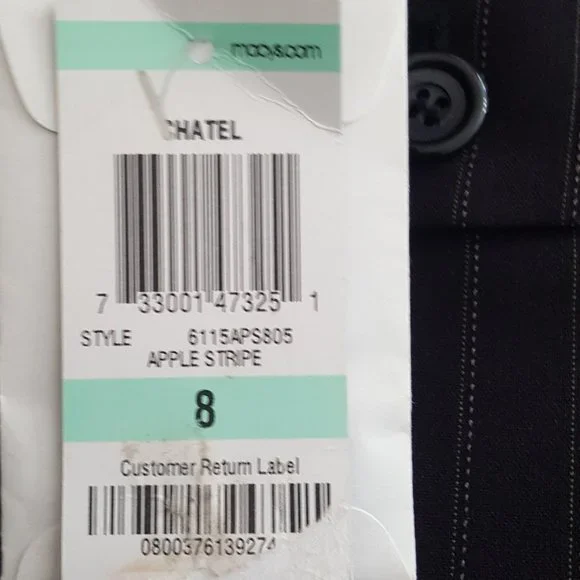 macys.com
CHATEL
7 33001 47325 1
STYLE 6115APS805
APPLE STRIPE
8
Customer Return Label
0800376139274